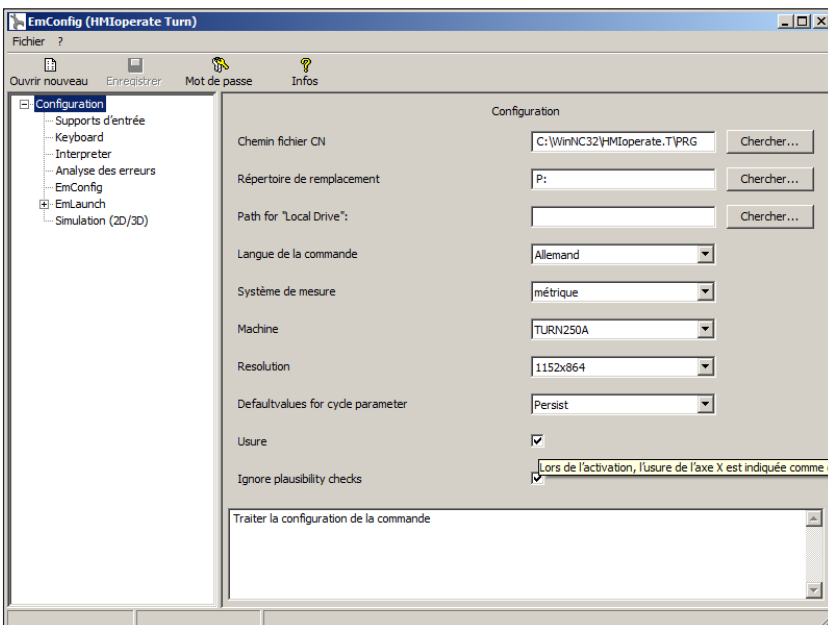 EmConfig (HMIoperate Turn)
Fichier ?
Ouvrir nouveau Enregistrer Mot de passe Infos
Configuration
Supports d'entrée
Keyboard
Interpreter
Analyse des erreurs
EmConfig
EmLaunch
Simulation (2D/3D)
Configuration
Chemin fichier CN C:\WinNC32\HMIoperate.T\PRG Chercher...
Répertoire de remplacement P: Chercher...
Path for "Local Drive": Chercher...
Langue de la commande Allemand
Système de mesure métrique
Machine TURN250A
Resolution 1152x864
Defaultvalues for cycle parameter Persist
Usure
Lors de l'activation, l'usure de l'axe X est indiquée comme
Ignore plausibility checks
Traiter la configuration de la commande